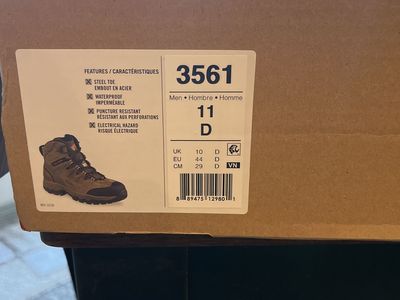 FEATURES / CARACTÉRISTIQUES
STEEL TOE
EMBOUT EN ACIER
WATERPROOF
IMPERMÉABLE
PUNCTURE RESISTANT
RÉSISTANT AUX PERFORATIONS
ELECTRICAL HAZARD
RISQUE ÉLECTRIQUE
3561
Men • Hombre • Homme
11
D
UK 10 D
EU 44 D
CM 29 D
VN
8 89475 12980 1